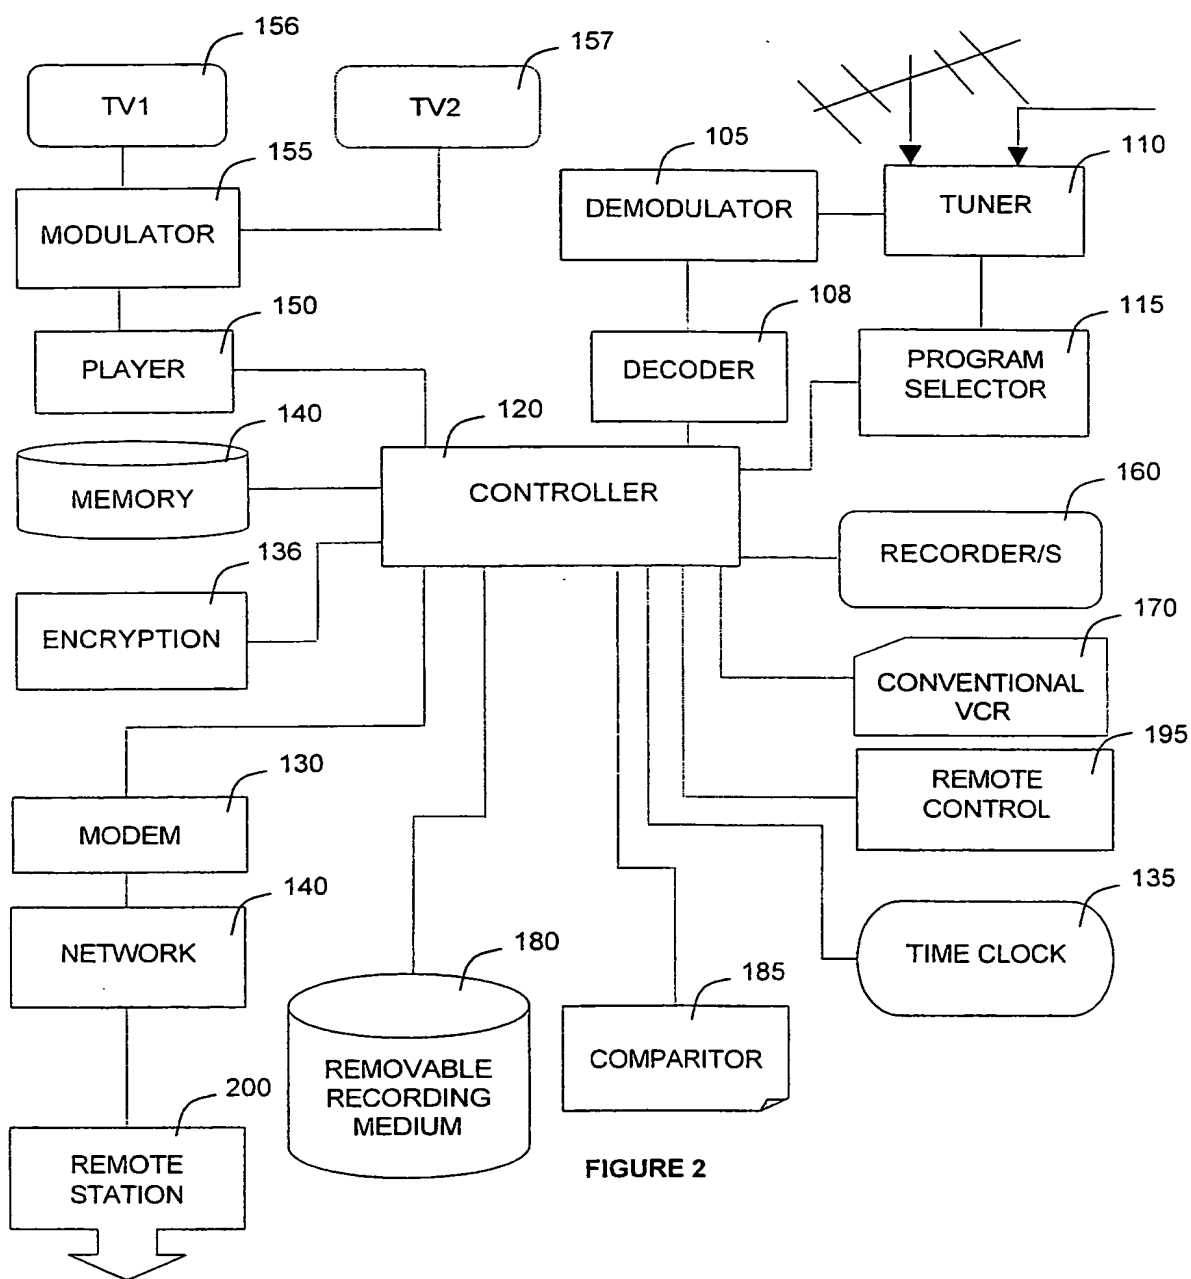 156
157
TV1
TV2
155
105
110
MODULATOR
DEMODULATOR
TUNER
150
108
115
PLAYER
DECODER
PROGRAM
SELECTOR
140
120
MEMORY
CONTROLLER
160
RECORDER/S
136
ENCRYPTION
170
CONVENTIONAL
VCR
195
REMOTE
CONTROL
130
MODEM
140
NETWORK
135
TIME CLOCK
180
REMOVABLE
RECORDING
MEDIUM
185
COMPARITOR
200
REMOTE
STATION
FIGURE 2